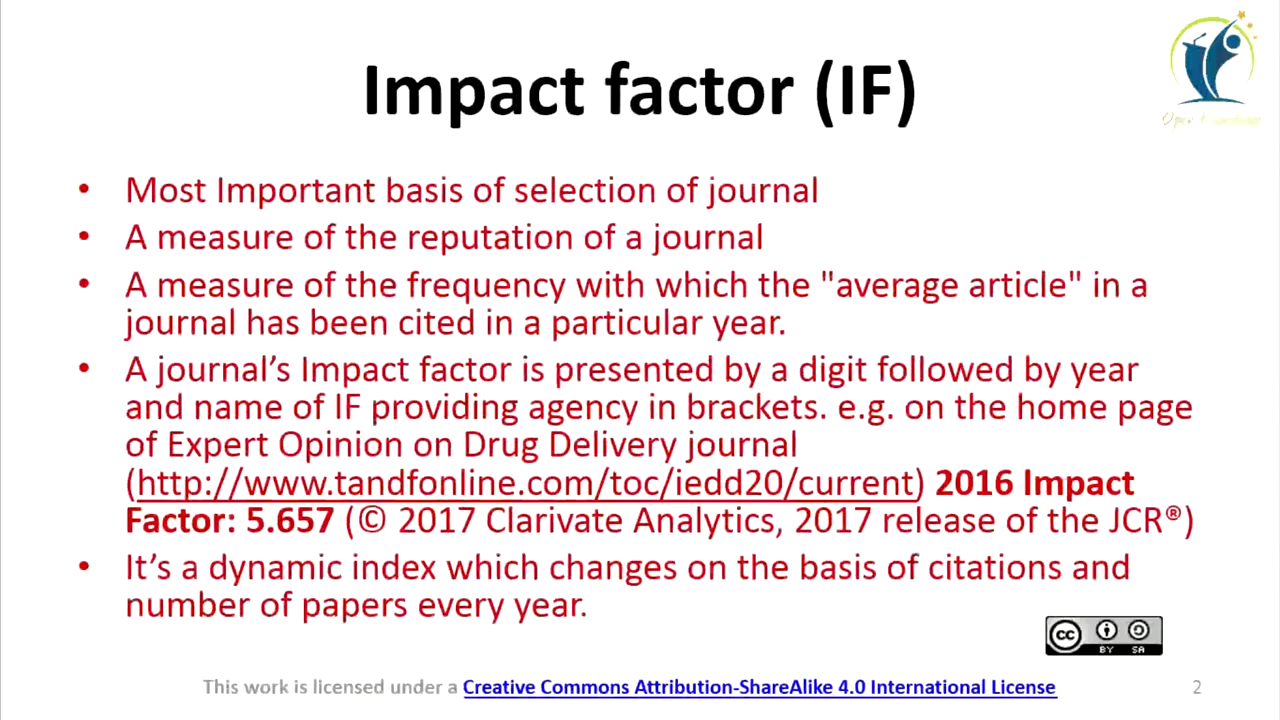 Impact factor (IF)
• Most Important basis of selection of journal
• A measure of the reputation of a journal
• A measure of the frequency with which the "average article" in a
journal has been cited in a particular year.
• A journal’s Impact factor is presented by a digit followed by year
and name of IF providing agency in brackets. e.g. on the home page
of Expert Opinion on Drug Delivery journal
(http://www.tandfonline.com/toc/iedd20/current) 2016 Impact
Factor: 5.657 (© 2017 Clarivate Analytics, 2017 release of the JCR®)
• It’s a dynamic index which changes on the basis of citations and
number of papers every year.
cc BY SA
This work is licensed under a Creative Commons Attribution-ShareAlike 4.0 International License
2